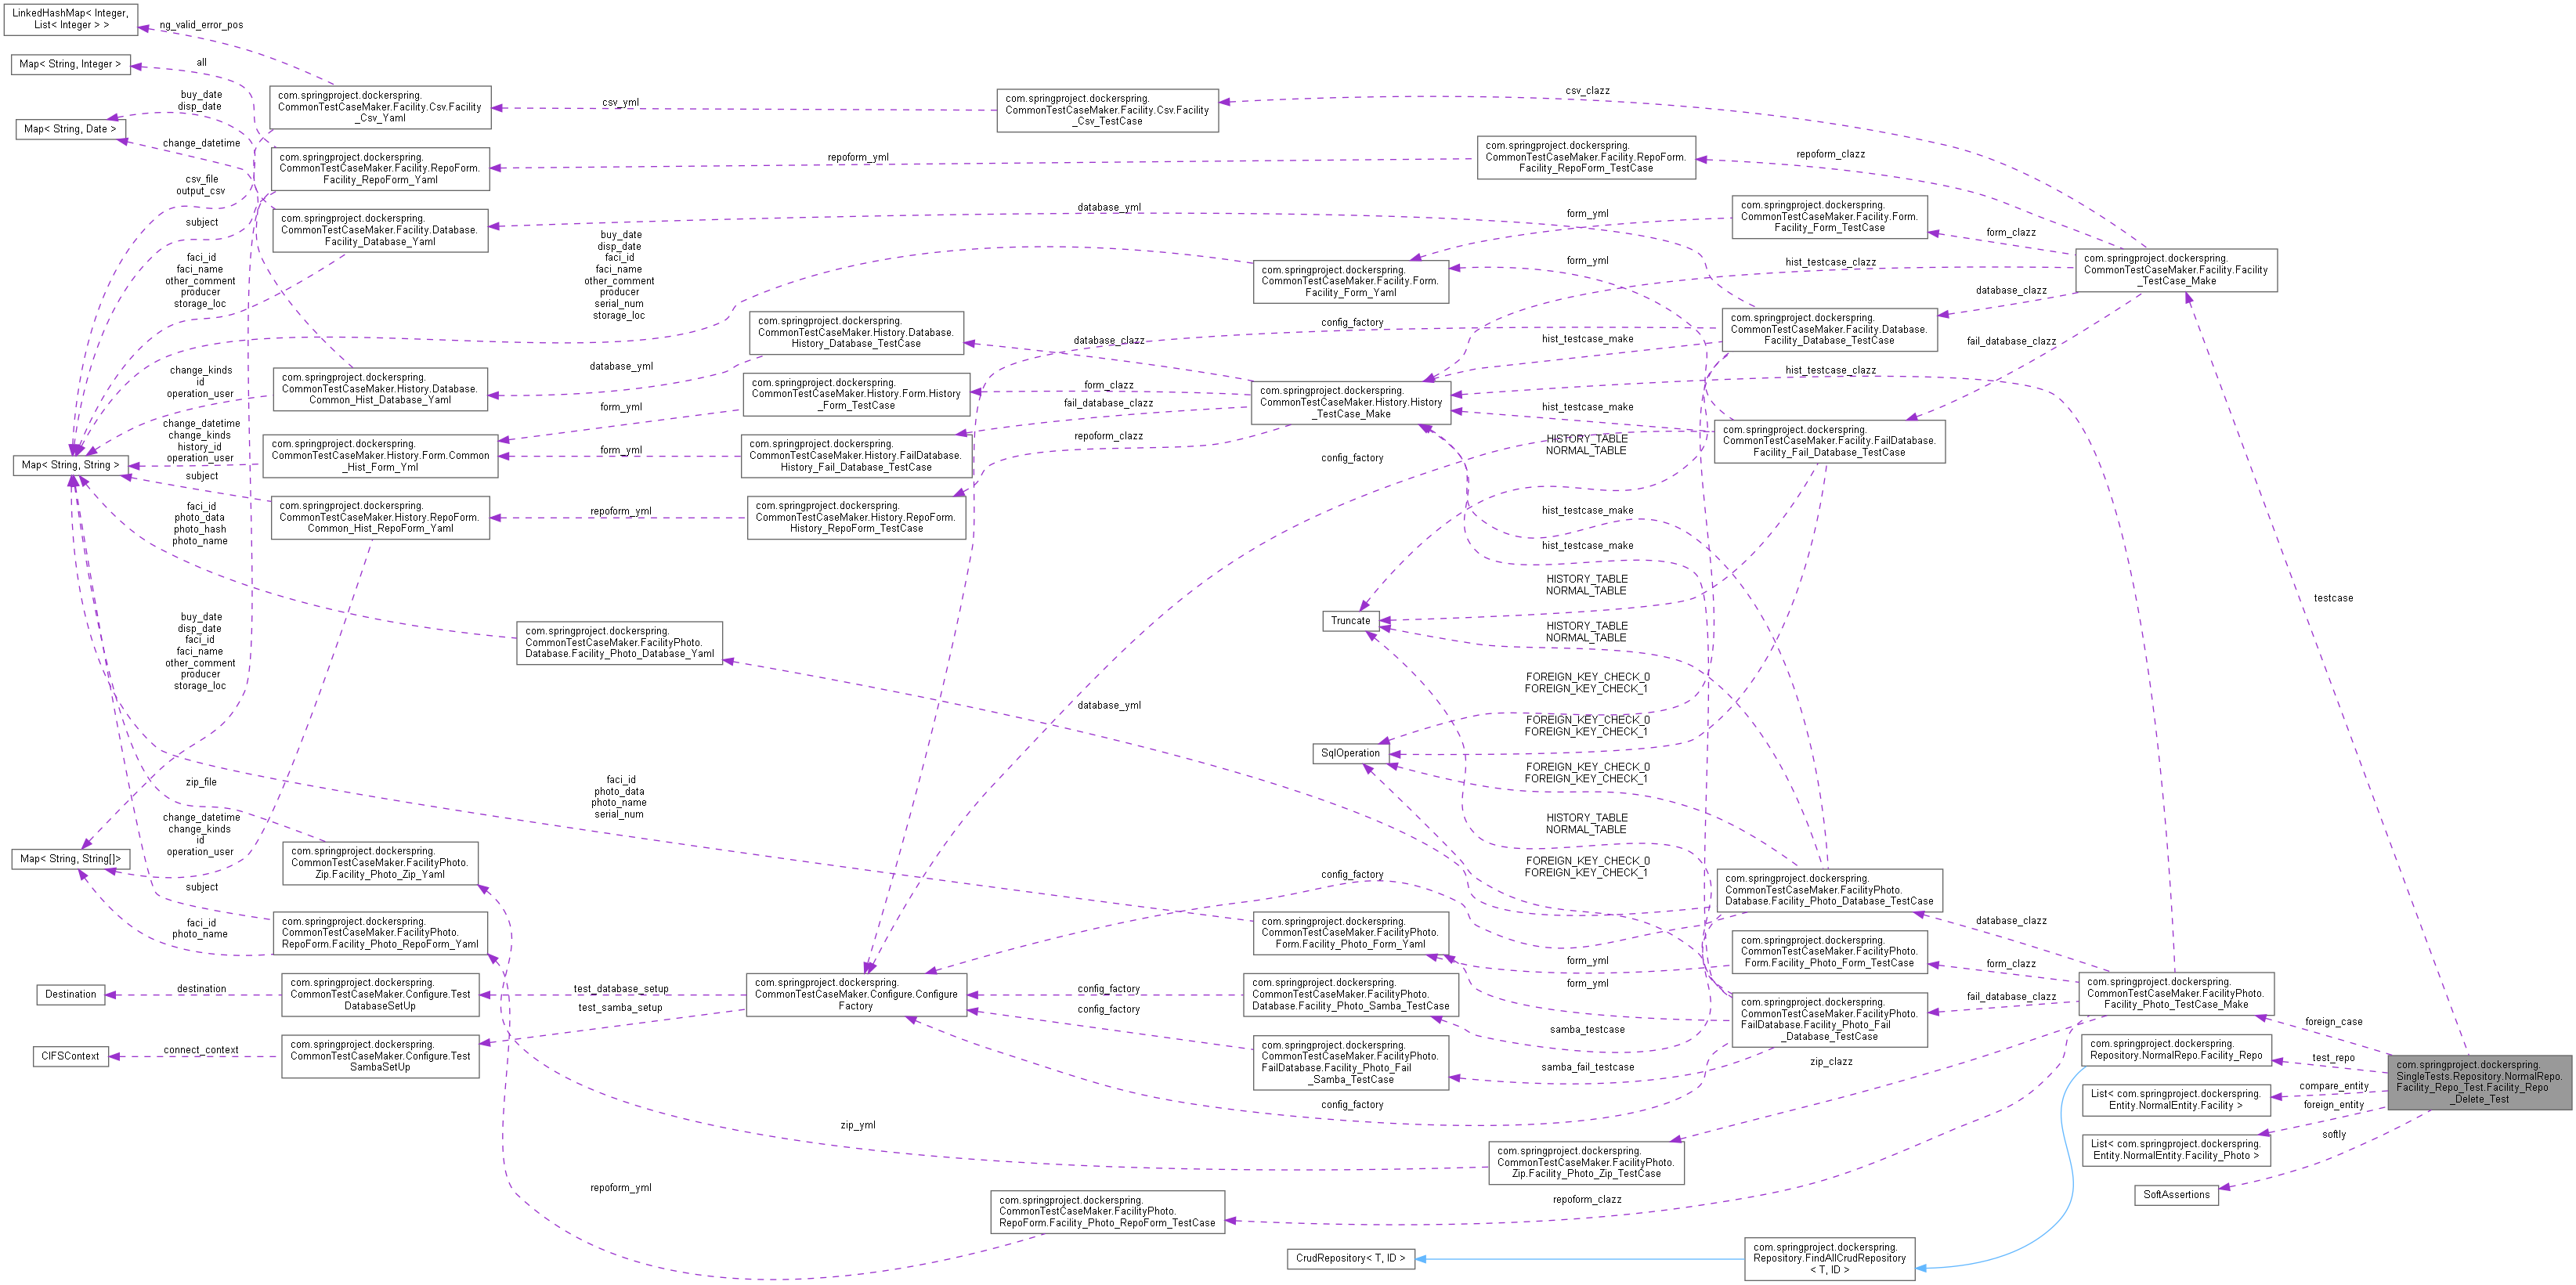 LinkedHashMap< Integer,
List< Integer > >
Map< String, Integer >
Map< String, Date >
Map< String, String >
Map< String, String[]>
Destination
CIFSContext
ng_valid_error_pos
all
buy_date
disp_date
change_datetime
csv_file
output_csv
subject
faci_id
faci_name
other_comment
producer
storage_loc
change_kinds
id
operation_user
change_datetime
change_kinds
history_id
operation_user
subject
faci_id
photo_data
photo_hash
photo_name
buy_date
disp_date
faci_id
faci_name
other_comment
producer
storage_loc
zip_file
change_datetime
change_kinds
id
operation_user
subject
faci_id
photo_name
destination
connect_context
com.springproject.dockerspring.
CommonTestCaseMaker.Facility.Csv.Facility
_Csv_Yaml
com.springproject.dockerspring.
CommonTestCaseMaker.Facility.RepoForm.
Facility_RepoForm_Yaml
com.springproject.dockerspring.
CommonTestCaseMaker.Facility.Database.
Facility_Database_Yaml
com.springproject.dockerspring.
CommonTestCaseMaker.History.Database.
Common_Hist_Database_Yaml
com.springproject.dockerspring.
CommonTestCaseMaker.History.Form.Common
_Hist_Form_Yml
com.springproject.dockerspring.
CommonTestCaseMaker.History.RepoForm.
Common_Hist_RepoForm_Yaml
com.springproject.dockerspring.
CommonTestCaseMaker.FacilityPhoto.
Zip.Facility_Photo_Zip_Yaml
com.springproject.dockerspring.
CommonTestCaseMaker.FacilityPhoto.
RepoForm.Facility_Photo_RepoForm_Yaml
com.springproject.dockerspring.
CommonTestCaseMaker.Configure.Test
DatabaseSetUp
com.springproject.dockerspring.
CommonTestCaseMaker.Configure.Test
SambaSetUp
csv_yml
repoform_yml
database_yml
buy_date
disp_date
faci_id
faci_name
other_comment
producer
serial_num
storage_loc
database_yml
form_yml
form_yml
repoform_yml
com.springproject.dockerspring.
CommonTestCaseMaker.FacilityPhoto.
Database.Facility_Photo_Database_Yaml
faci_id
photo_data
photo_name
serial_num
test_database_setup
test_samba_setup
zip_yml
repoform_yml
com.springproject.dockerspring.
CommonTestCaseMaker.History.Database.
History_Database_TestCase
com.springproject.dockerspring.
CommonTestCaseMaker.History.Form.History
_Form_TestCase
com.springproject.dockerspring.
CommonTestCaseMaker.History.FailDatabase.
History_Fail_Database_TestCase
com.springproject.dockerspring.
CommonTestCaseMaker.History.RepoForm.
History_RepoForm_TestCase
com.springproject.dockerspring.
CommonTestCaseMaker.Configure.Configure
Factory
com.springproject.dockerspring.
CommonTestCaseMaker.Facility.Csv.Facility
_Csv_TestCase
database_clazz
form_clazz
fail_database_clazz
repoform_clazz
database_yml
config_factory
config_factory
com.springproject.dockerspring.
CommonTestCaseMaker.FacilityPhoto.
RepoForm.Facility_Photo_RepoForm_TestCase
com.springproject.dockerspring.
CommonTestCaseMaker.Facility.Form.
Facility_Form_Yaml
config_factory
com.springproject.dockerspring.
CommonTestCaseMaker.History.History
_TestCase_Make
config_factory
Truncate
SqlOperation
config_factory
com.springproject.dockerspring.
CommonTestCaseMaker.FacilityPhoto.
Form.Facility_Photo_Form_Yaml
com.springproject.dockerspring.
CommonTestCaseMaker.FacilityPhoto.
Database.Facility_Photo_Samba_TestCase
com.springproject.dockerspring.
CommonTestCaseMaker.FacilityPhoto.
FailDatabase.Facility_Photo_Fail
_Samba_TestCase
config_factory
CrudRepository< T, ID >
csv_clazz
com.springproject.dockerspring.
CommonTestCaseMaker.Facility.RepoForm.
Facility_RepoForm_TestCase
form_yml
form_yml
hist_testcase_make
hist_testcase_make
HISTORY_TABLE
NORMAL_TABLE
hist_testcase_make
hist_testcase_make
HISTORY_TABLE
NORMAL_TABLE
HISTORY_TABLE
NORMAL_TABLE
FOREIGN_KEY_CHECK_0
FOREIGN_KEY_CHECK_1
FOREIGN_KEY_CHECK_0
FOREIGN_KEY_CHECK_1
FOREIGN_KEY_CHECK_0
FOREIGN_KEY_CHECK_1
HISTORY_TABLE
NORMAL_TABLE
FOREIGN_KEY_CHECK_0
FOREIGN_KEY_CHECK_1
form_yml
form_yml
samba_testcase
samba_fail_testcase
com.springproject.dockerspring.
CommonTestCaseMaker.FacilityPhoto.
Zip.Facility_Photo_Zip_TestCase
repoform_clazz
repoform_clazz
com.springproject.dockerspring.
CommonTestCaseMaker.Facility.Form.
Facility_Form_TestCase
hist_testcase_clazz
com.springproject.dockerspring.
CommonTestCaseMaker.Facility.Database.
Facility_Database_TestCase
hist_testcase_clazz
com.springproject.dockerspring.
CommonTestCaseMaker.Facility.FailDatabase.
Facility_Fail_Database_TestCase
com.springproject.dockerspring.
CommonTestCaseMaker.FacilityPhoto.
Database.Facility_Photo_Database_TestCase
com.springproject.dockerspring.
CommonTestCaseMaker.FacilityPhoto.
Form.Facility_Photo_Form_TestCase
com.springproject.dockerspring.
CommonTestCaseMaker.FacilityPhoto.
FailDatabase.Facility_Photo_Fail
_Database_TestCase
zip_clazz
com.springproject.dockerspring.
Repository.FindAllCrudRepository
< T, ID >
form_clazz
database_clazz
fail_database_clazz
database_clazz
form_clazz
fail_database_clazz
com.springproject.dockerspring.
CommonTestCaseMaker.Facility.Facility
_TestCase_Make
com.springproject.dockerspring.
CommonTestCaseMaker.FacilityPhoto.
Facility_Photo_TestCase_Make
com.springproject.dockerspring.
Repository.NormalRepo.Facility_Repo
List< com.springproject.dockerspring.
Entity.NormalEntity.Facility >
List< com.springproject.dockerspring.
Entity.NormalEntity.Facility_Photo >
SoftAssertions
testcase
foreign_case
test_repo
compare_entity
foreign_entity
softly
com.springproject.dockerspring.
SingleTests.Repository.NormalRepo.
Facility_Repo_Test.Facility_Repo
_Delete_Test